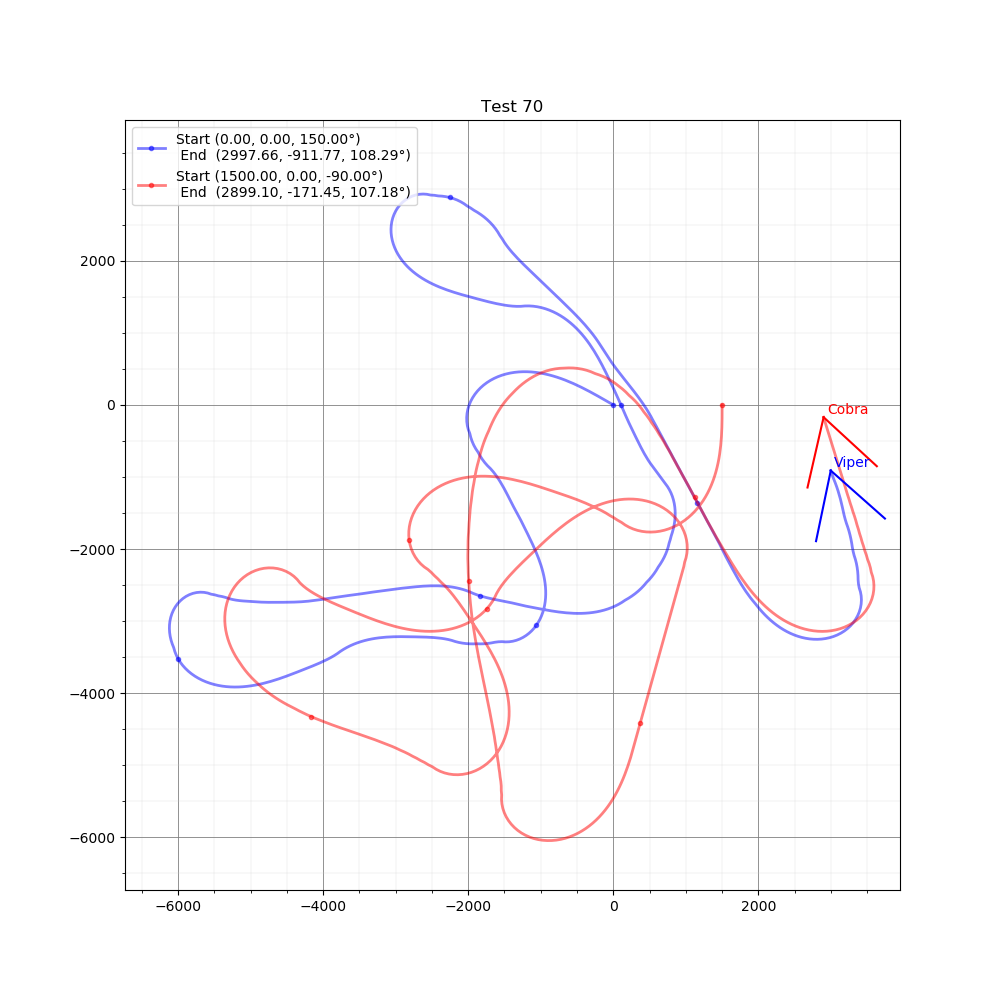 Test 70
Start (0.00, 0.00, 150.00°)
End  (2997.66, -911.77, 108.29°)
Start (1500.00, 0.00, -90.00°)
End  (2899.10, -171.45, 107.18°)
2000
0
−2000
−4000
−6000
Cobra
Viper
−6000
−4000
−2000
0
2000